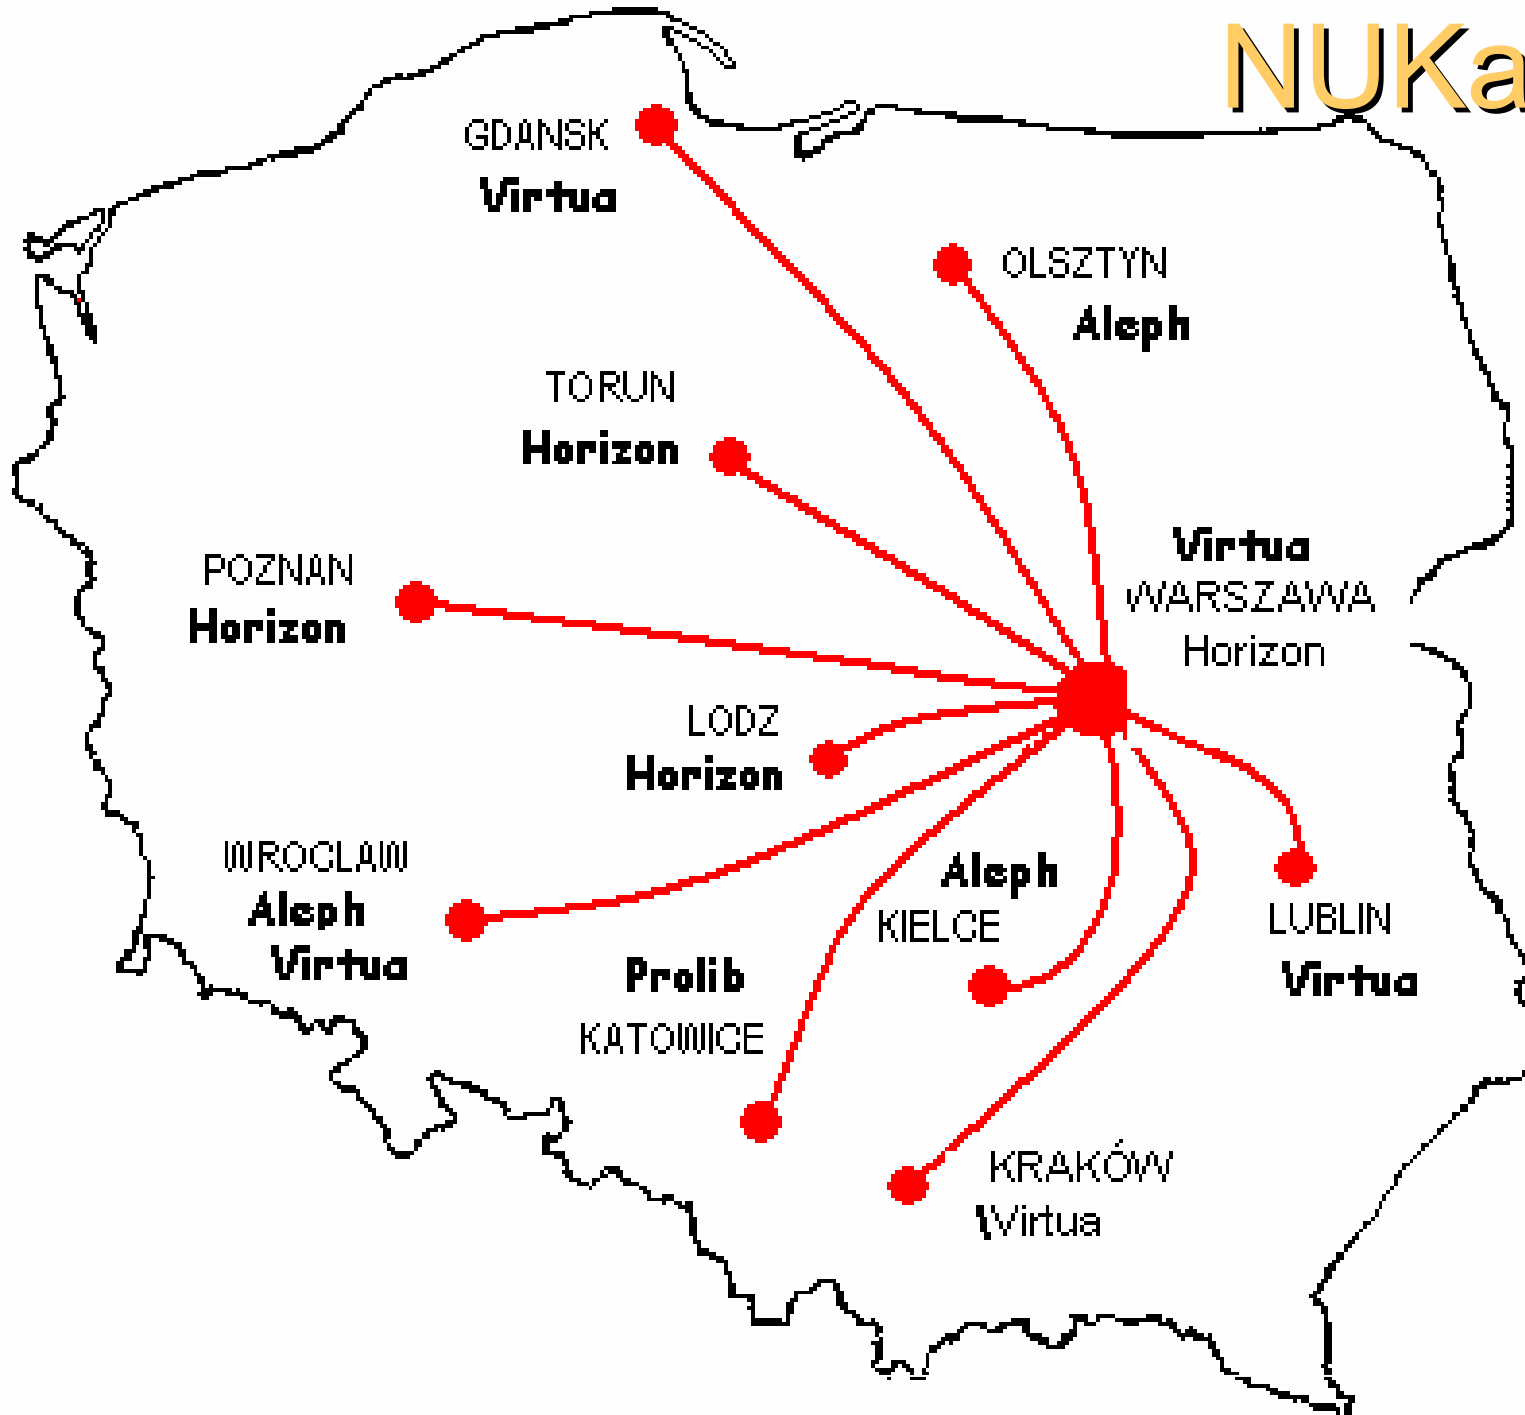 NUKa
GDANSK
Virtua
OLSZTYN
Aleph
TORUN
Horizon
Virtua
WARSZAWA
Horizon
POZNAN
Horizon
LODZ
Horizon
WROCLAW
Aleph
Virtua
Aleph
KIELCE
LUBLIN
Virtua
Prolib
KATOWICE
KRAKÓW
Virtua